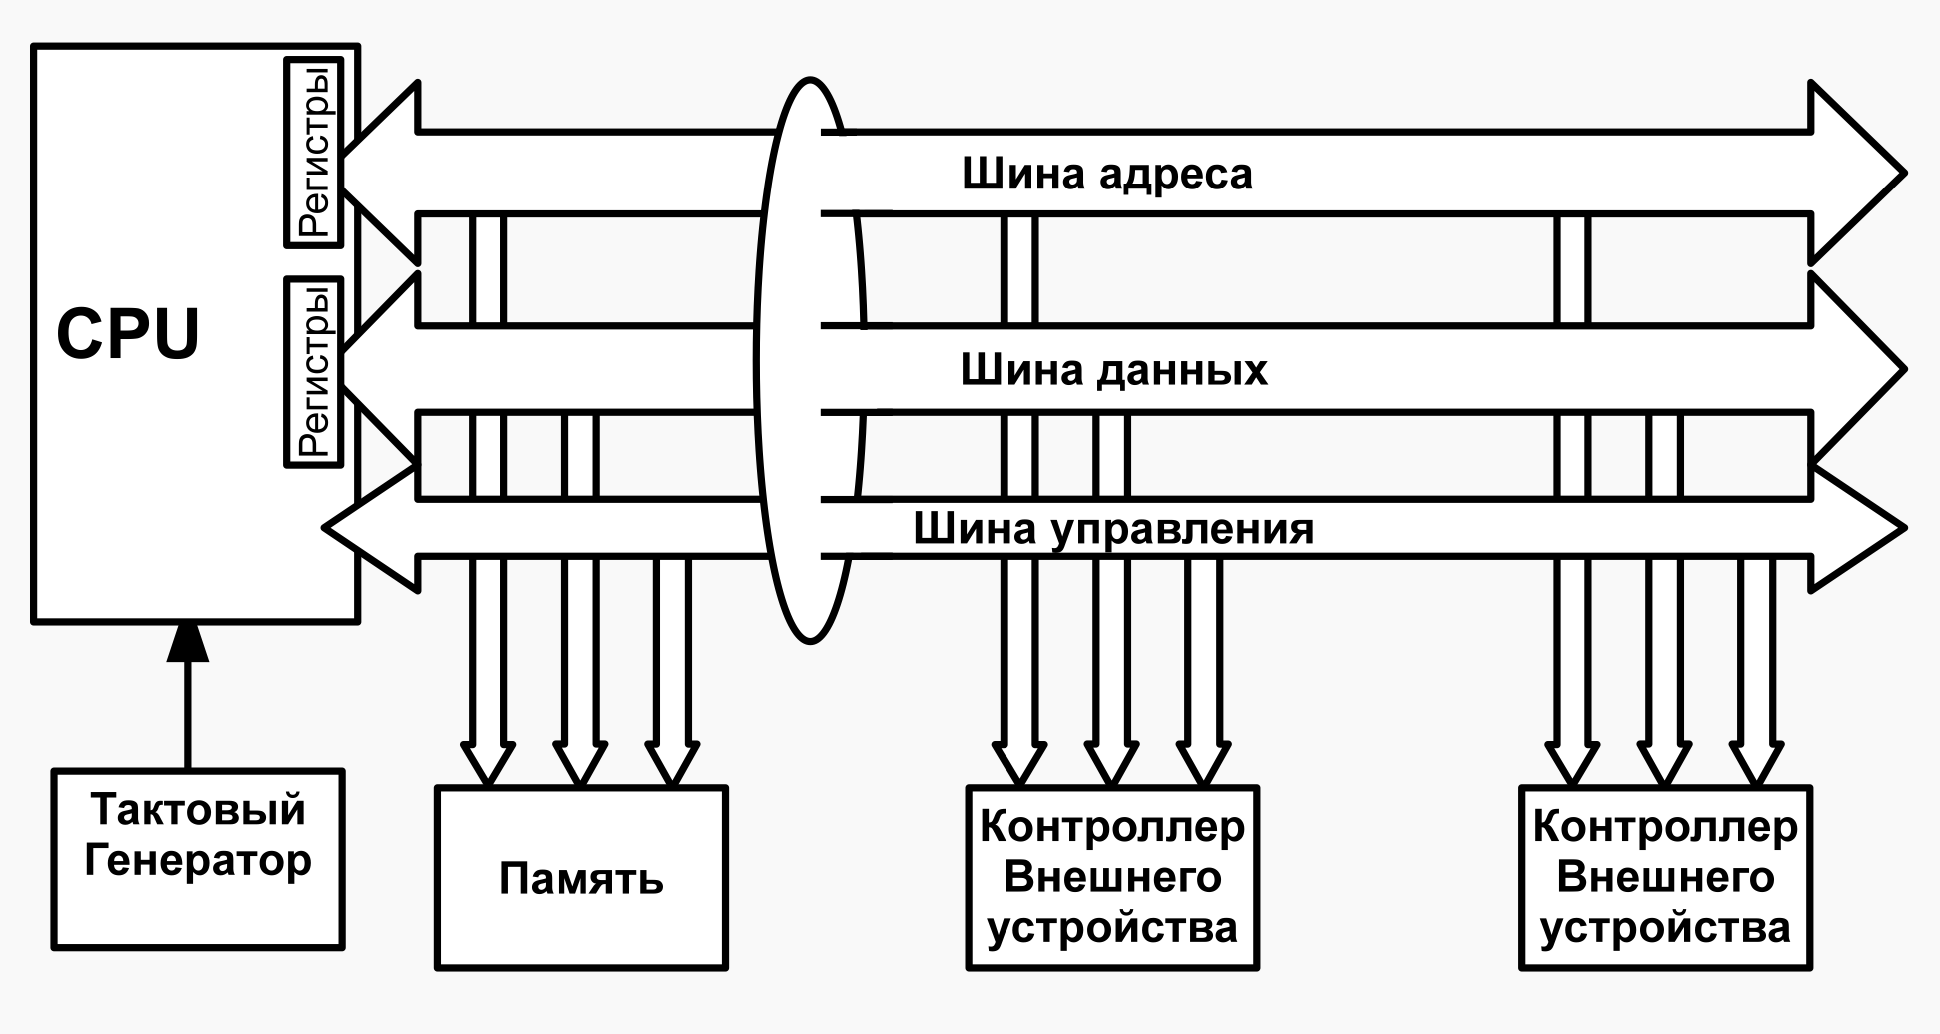 Регистры
Шина адреса
CPU
Регистры
Шина данных
Шина управления
Тактовый
Генератор
Память
Контроллер
Внешнего
устройства
Контроллер
Внешнего
устройства